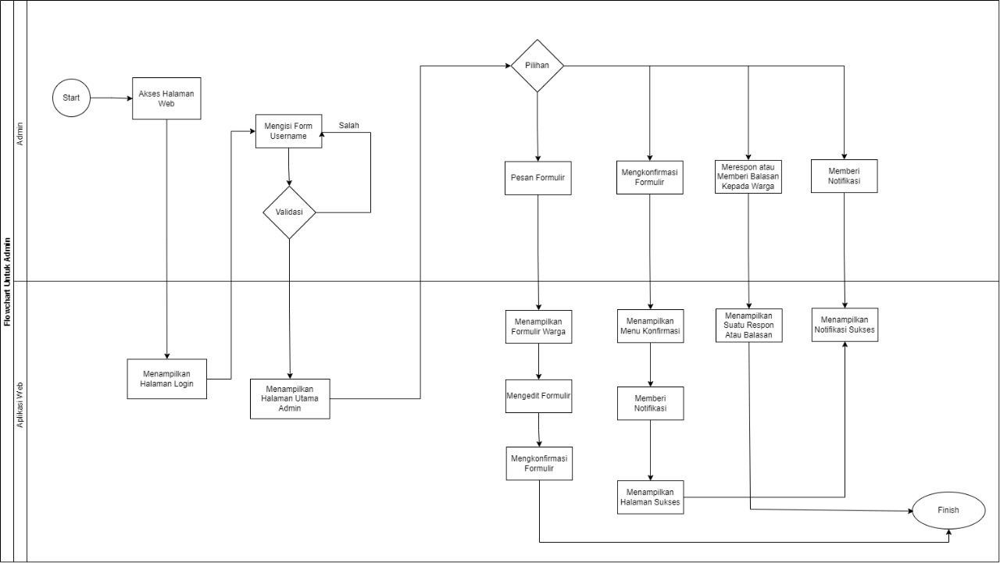 Flowchart Untuk Admin
Admin
Start
Akses Halaman
Web
Mengisi Form
Username
Salah
Validasi
Pilihan
Pesan Formulir
Mengkonfirmasi
Formulir
Merespon atau
Memberi Balasan
Kepada Warga
Memberi
Notifikasi
Aplikasi Web
Menampilkan
Halaman Login
Menampilkan
Halaman Utama
Admin
Menampilkan
Formulir Warga
Mengedit Formulir
Mengkonfirmasi
Formulir
Menampilkan
Menu Konfirmasi
Memberi
Notifikasi
Menampilkan
Halaman Sukses
Menampilkan
Suatu Respon
Atau Balasan
Menampilkan
Notifikasi Sukses
Finish